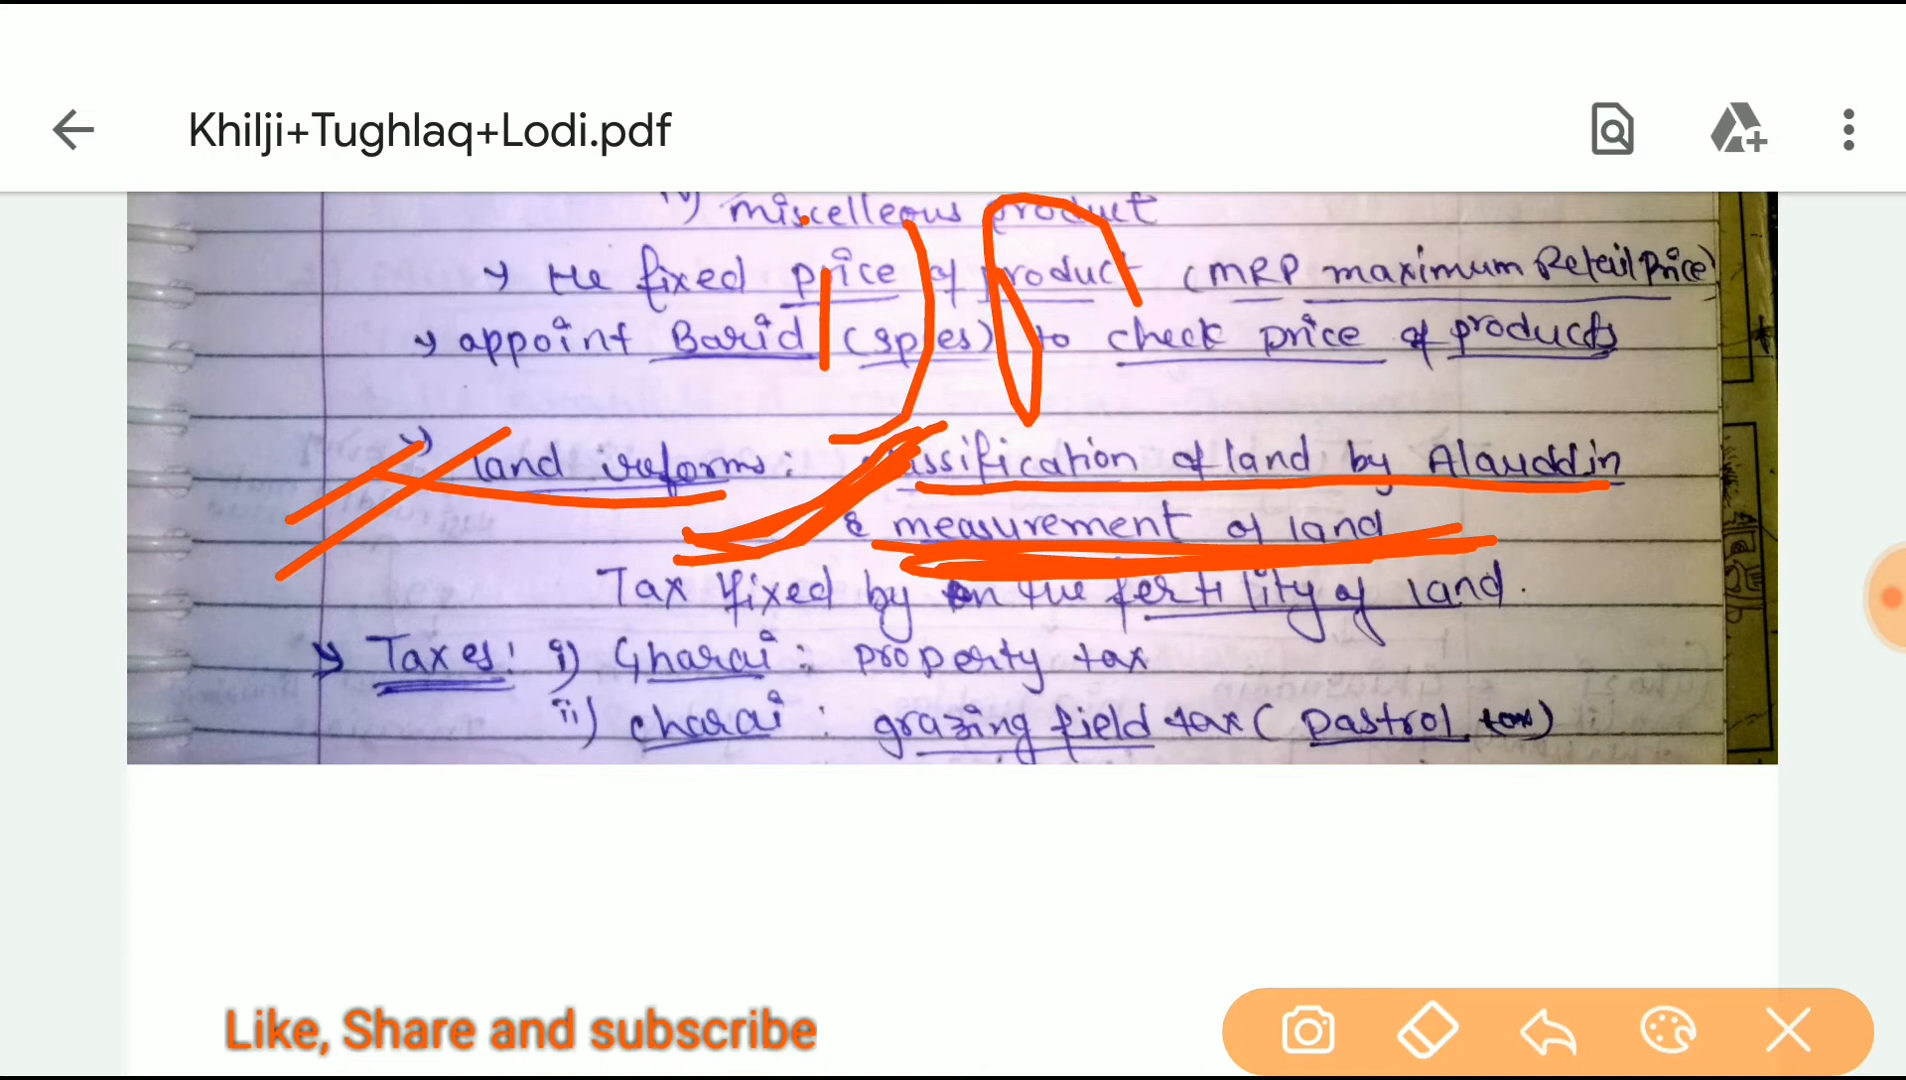 Khilji+Tughlaq+Lodi.pdf
iv) miscelleous product
→ He fixed price of product (MRP maximum Retail Price)
→ appoint Barid (spies) to check price of products
→ land reforms: classification of land by Alauddin
& measurement of land
Tax fixed by on the fertility of land.
→ Taxes: i) Gharai: property tax
ii) charai: grazing field tax (pastrol tax)
Like, Share and subscribe